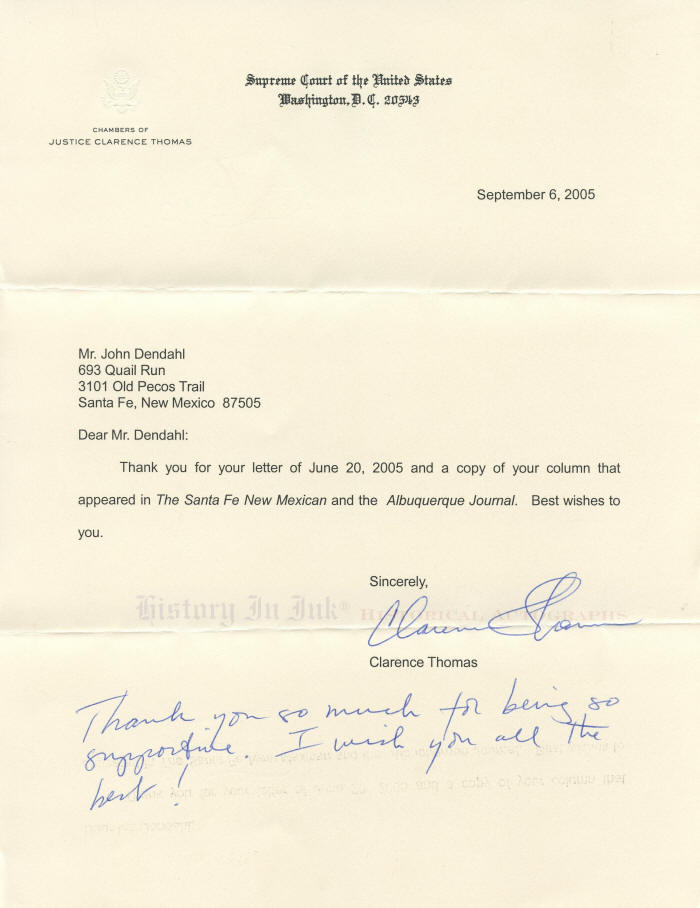 Supreme Court of the United States
Washington, D. C. 20543
CHAMBERS OF
JUSTICE CLARENCE THOMAS
September 6, 2005
Mr. John Dendahl
693 Quail Run
3101 Old Pecos Trail
Santa Fe, New Mexico 87505
Dear Mr. Dendahl:
Thank you for your letter of June 20, 2005 and a copy of your column that
appeared in The Santa Fe New Mexican and the Albuquerque Journal. Best wishes to
you.
Sincerely,
History In Ink® HISTORICAL AUTOGRAPHS
Clarence Thomas
Clarence Thomas
Thank you so much for being so
supportive. I wish you all the
best!